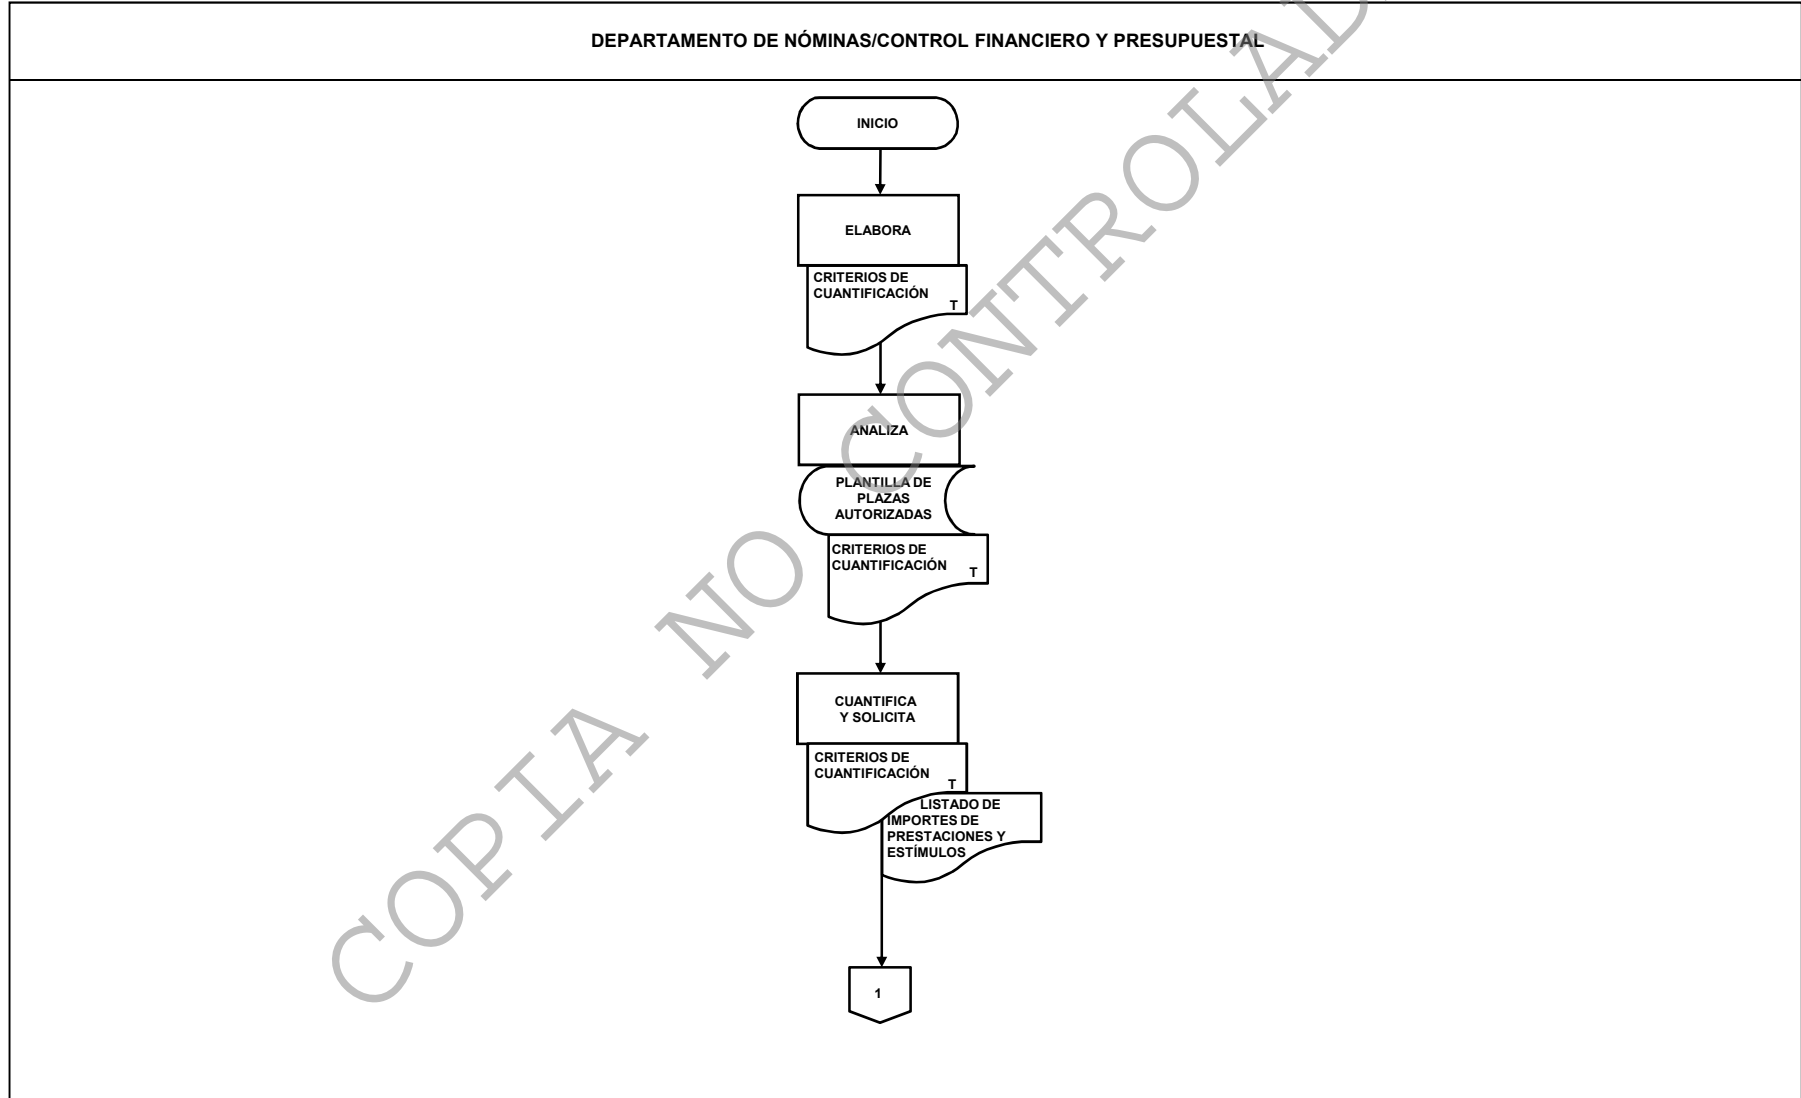 DEPARTAMENTO DE NÓMINAS/CONTROL FINANCIERO Y PRESUPUESTAL
INICIO
ELABORA
CRITERIOS DE
CUANTIFICACIÓN
T
ANALIZA
PLANTILLA DE
PLAZAS
AUTORIZADAS
CRITERIOS DE
CUANTIFICACIÓN
T
CUANTIFICA
Y SOLICITA
CRITERIOS DE
CUANTIFICACIÓN
T
LISTADO DE
IMPORTES DE
PRESTACIONES Y
ESTÍMULOS
1
COPIA NO CONTROLAD